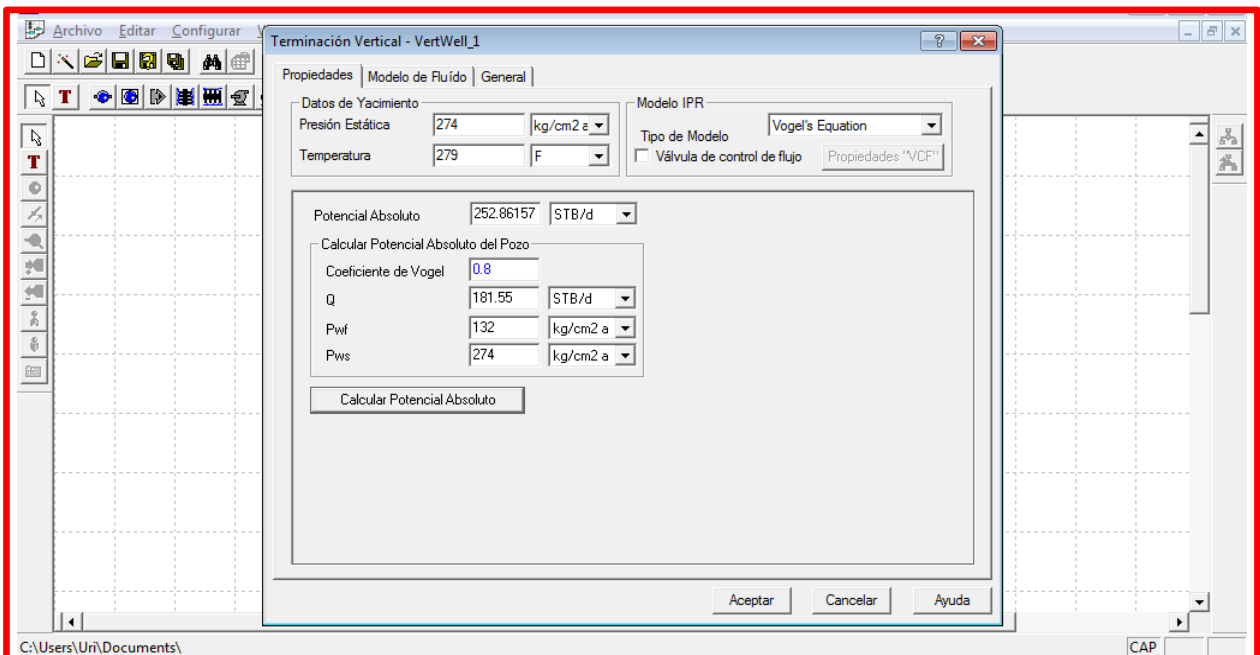 Archivo Editar Configurar
Terminación Vertical - VertWell_1
Propiedades Modelo de Fluído General
Datos de Yacimiento
Presión Estática 274 kg/cm2 a
Temperatura 279 F
Modelo IPR
Tipo de Modelo Vogel's Equation
Válvula de control de flujo Propiedades "VCF"
Potencial Absoluto 252.86157 STB/d
Calcular Potencial Absoluto del Pozo
Coeficiente de Vogel 0.8
Q 181.55 STB/d
Pwf 132 kg/cm2 a
Pws 274 kg/cm2 a
Calcular Potencial Absoluto
Aceptar Cancelar Ayuda
C:\Users\Uri\Documents\ CAP